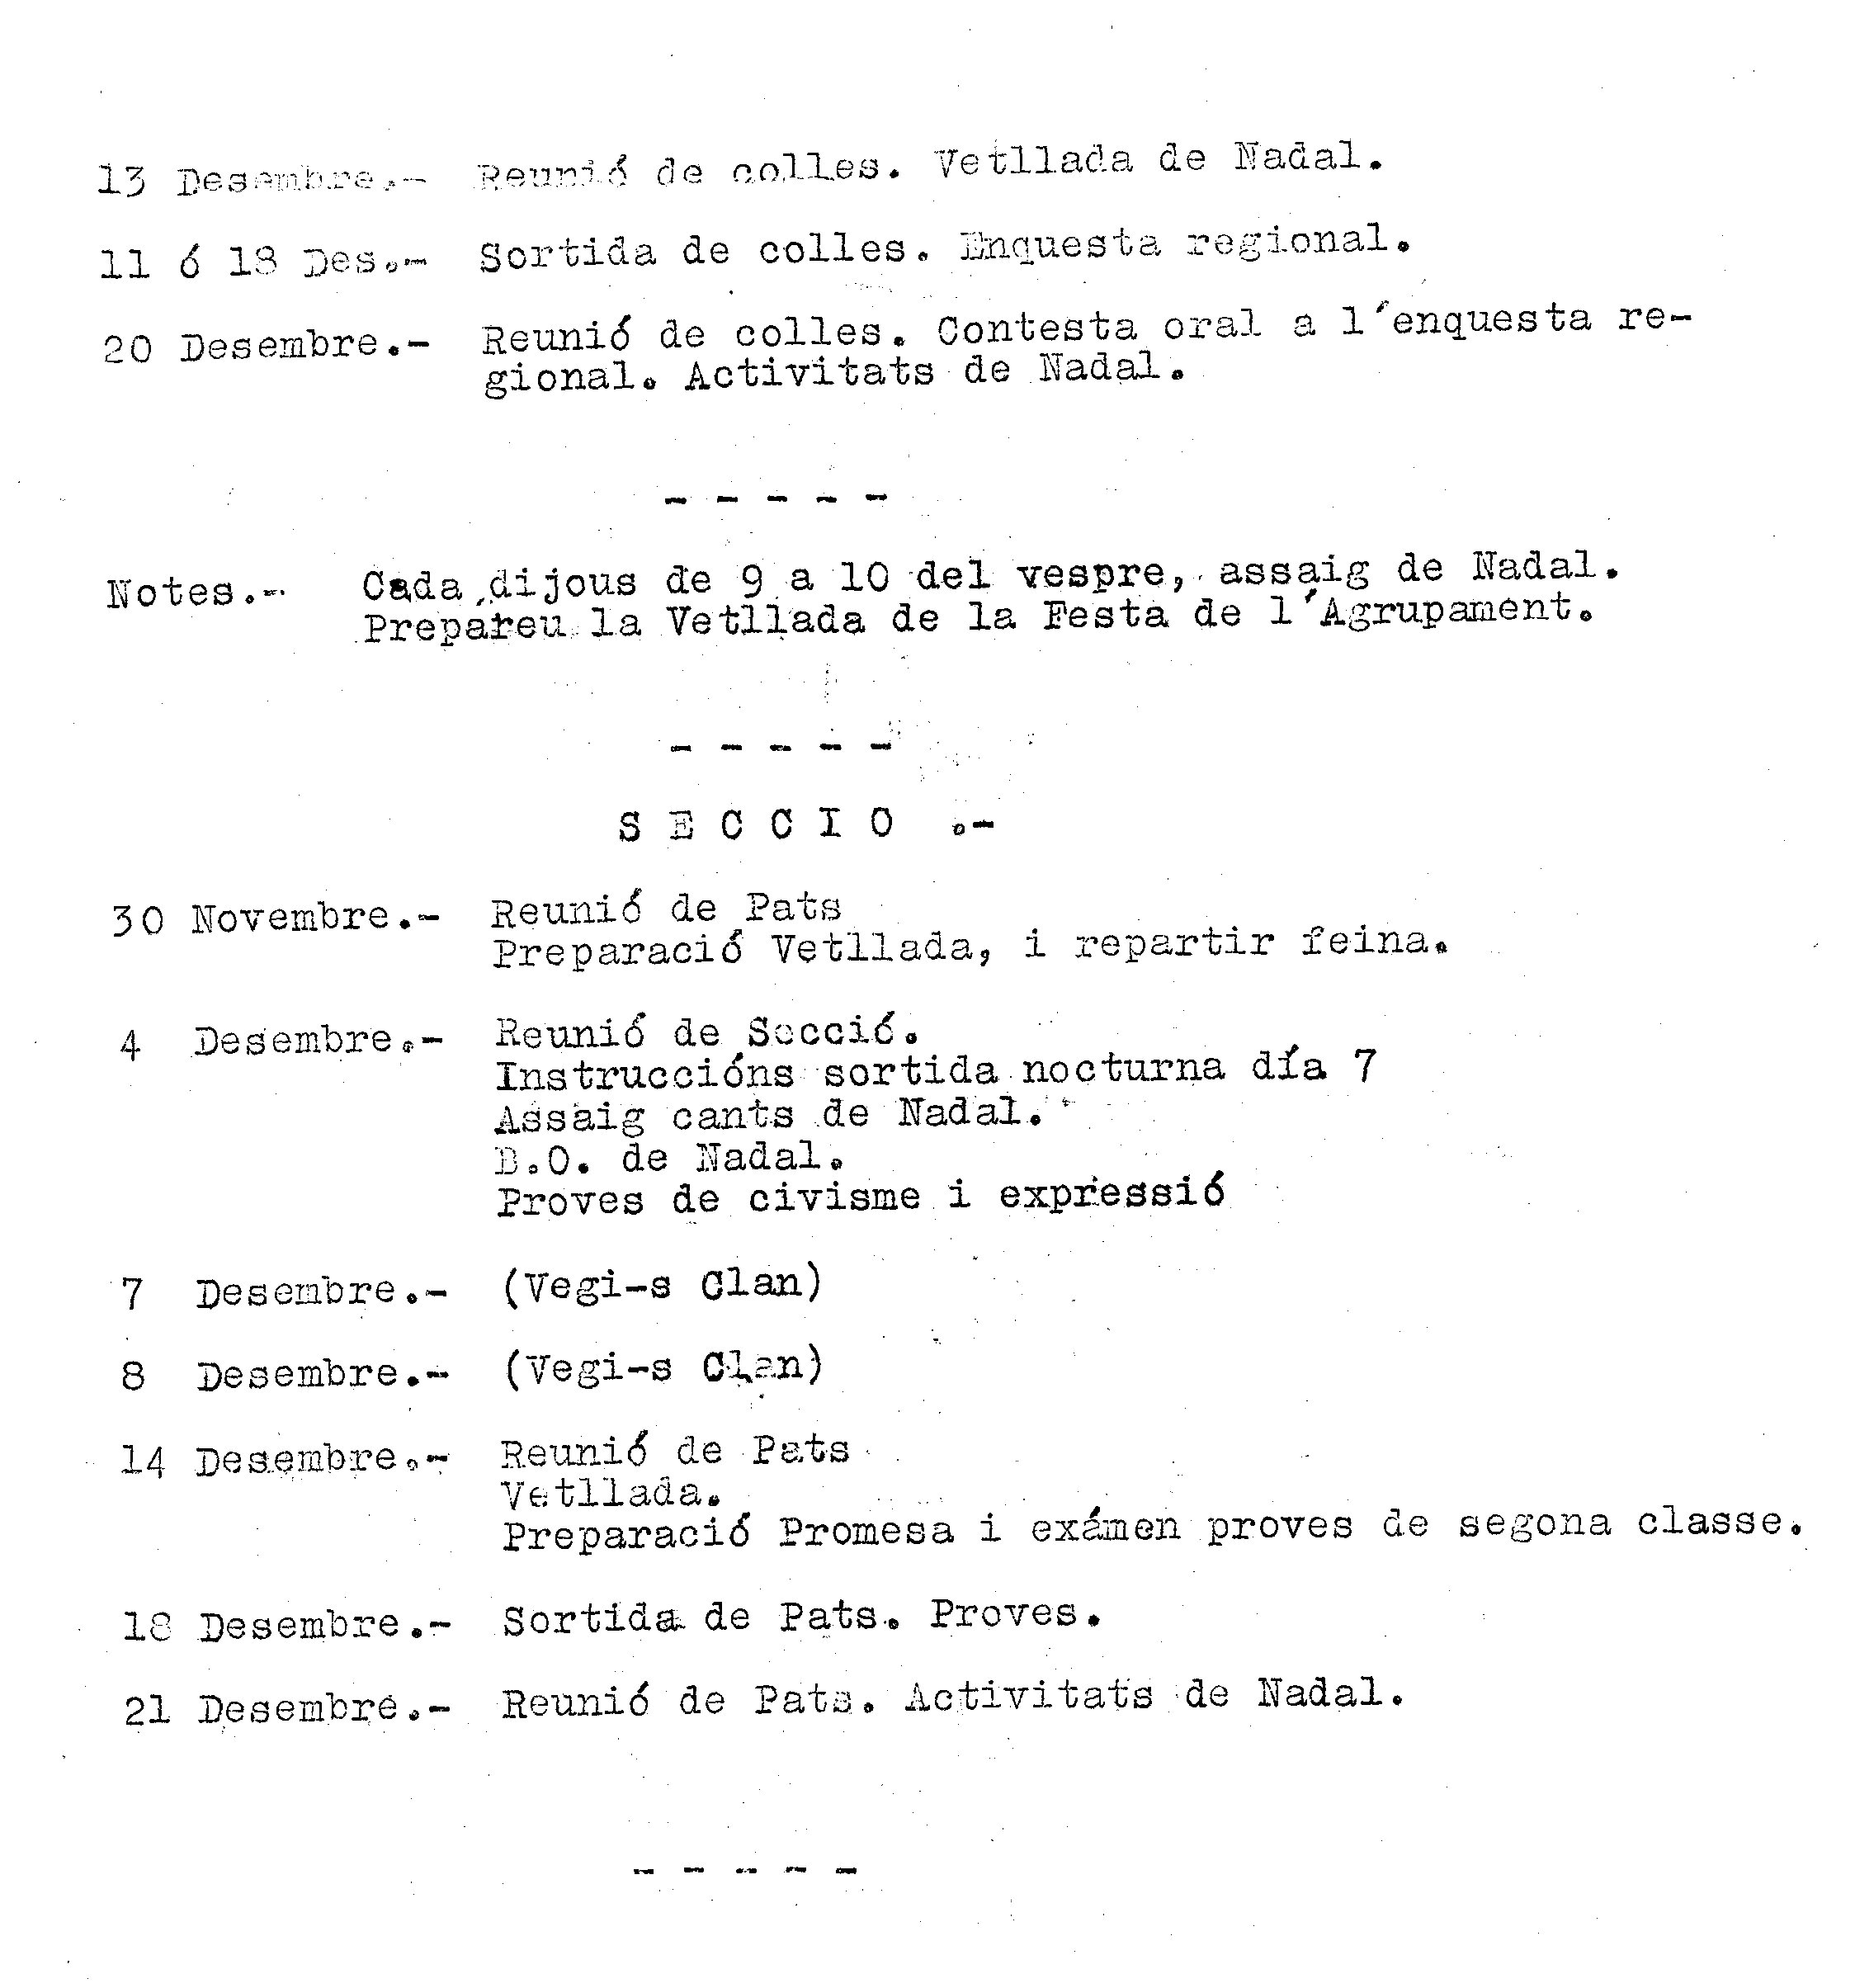 13 Desembre.- Reunió de colles. Vetllada de Nadal.
11 ó 18 Des.- Sortida de colles. Enquesta regional.
20 Desembre.- Reunió de colles. Contesta oral a l'enquesta re-
gional. Activitats de Nadal.
- - - - -
Notes.- Cada dijous de 9 a 10 del vespre, assaig de Nadal.
Prepareu la Vetllada de la Festa de l'Agrupament.
- - - - -
S E C C I O .-
30 Novembre.- Reunió de Pats
Preparació Vetllada, i repartir feina.
4 Desembre.- Reunió de Secció.
Instruccións sortida nocturna día 7
Assaig cants de Nadal.
B.O. de Nadal.
Proves de civisme i expressió
7 Desembre.- (Vegi-s Clan)
8 Desembre.- (Vegi-s Clan)
14 Desembre.- Reunió de Pats
Vetllada.
Preparació Promesa i exámen proves de segona classe.
18 Desembre.- Sortida de Pats. Proves.
21 Desembre.- Reunió de Pats. Activitats de Nadal.
- - - - -